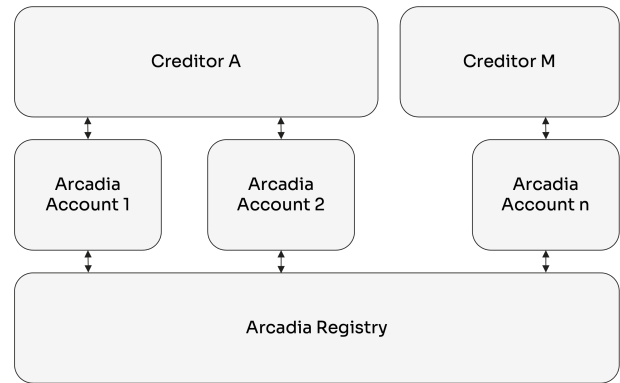 Creditor A
Creditor M
Arcadia
Account 1
Arcadia
Account 2
Arcadia
Account n
Arcadia Registry